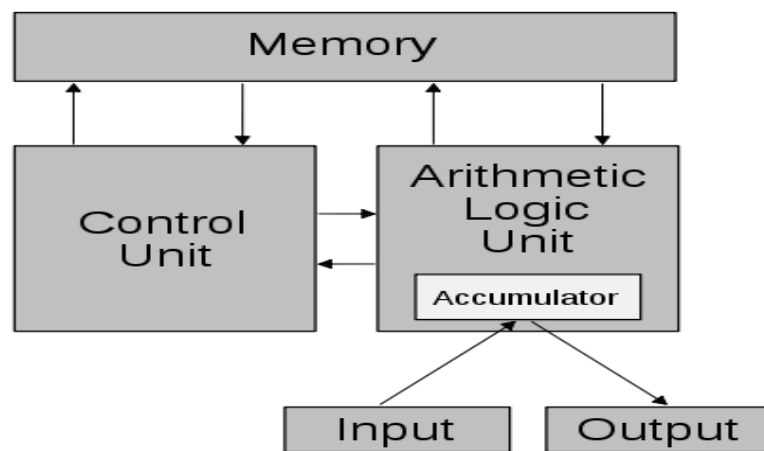 Memory
Control
Unit
Arithmetic
Logic
Unit
Accumulator
Input
Output